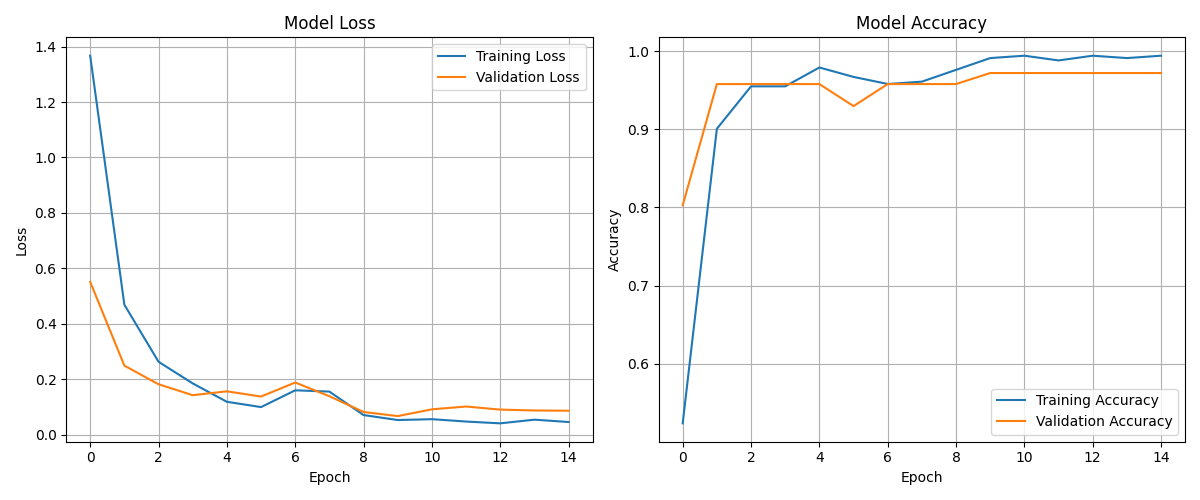 Model Loss
1.4
1.2
1.0
0.8
0.6
0.4
0.2
0.0
Loss
0 2 4 6 8 10 12 14
Epoch
Training Loss
Validation Loss
Model Accuracy
1.0
0.9
0.8
0.7
0.6
Accuracy
0 2 4 6 8 10 12 14
Epoch
Training Accuracy
Validation Accuracy